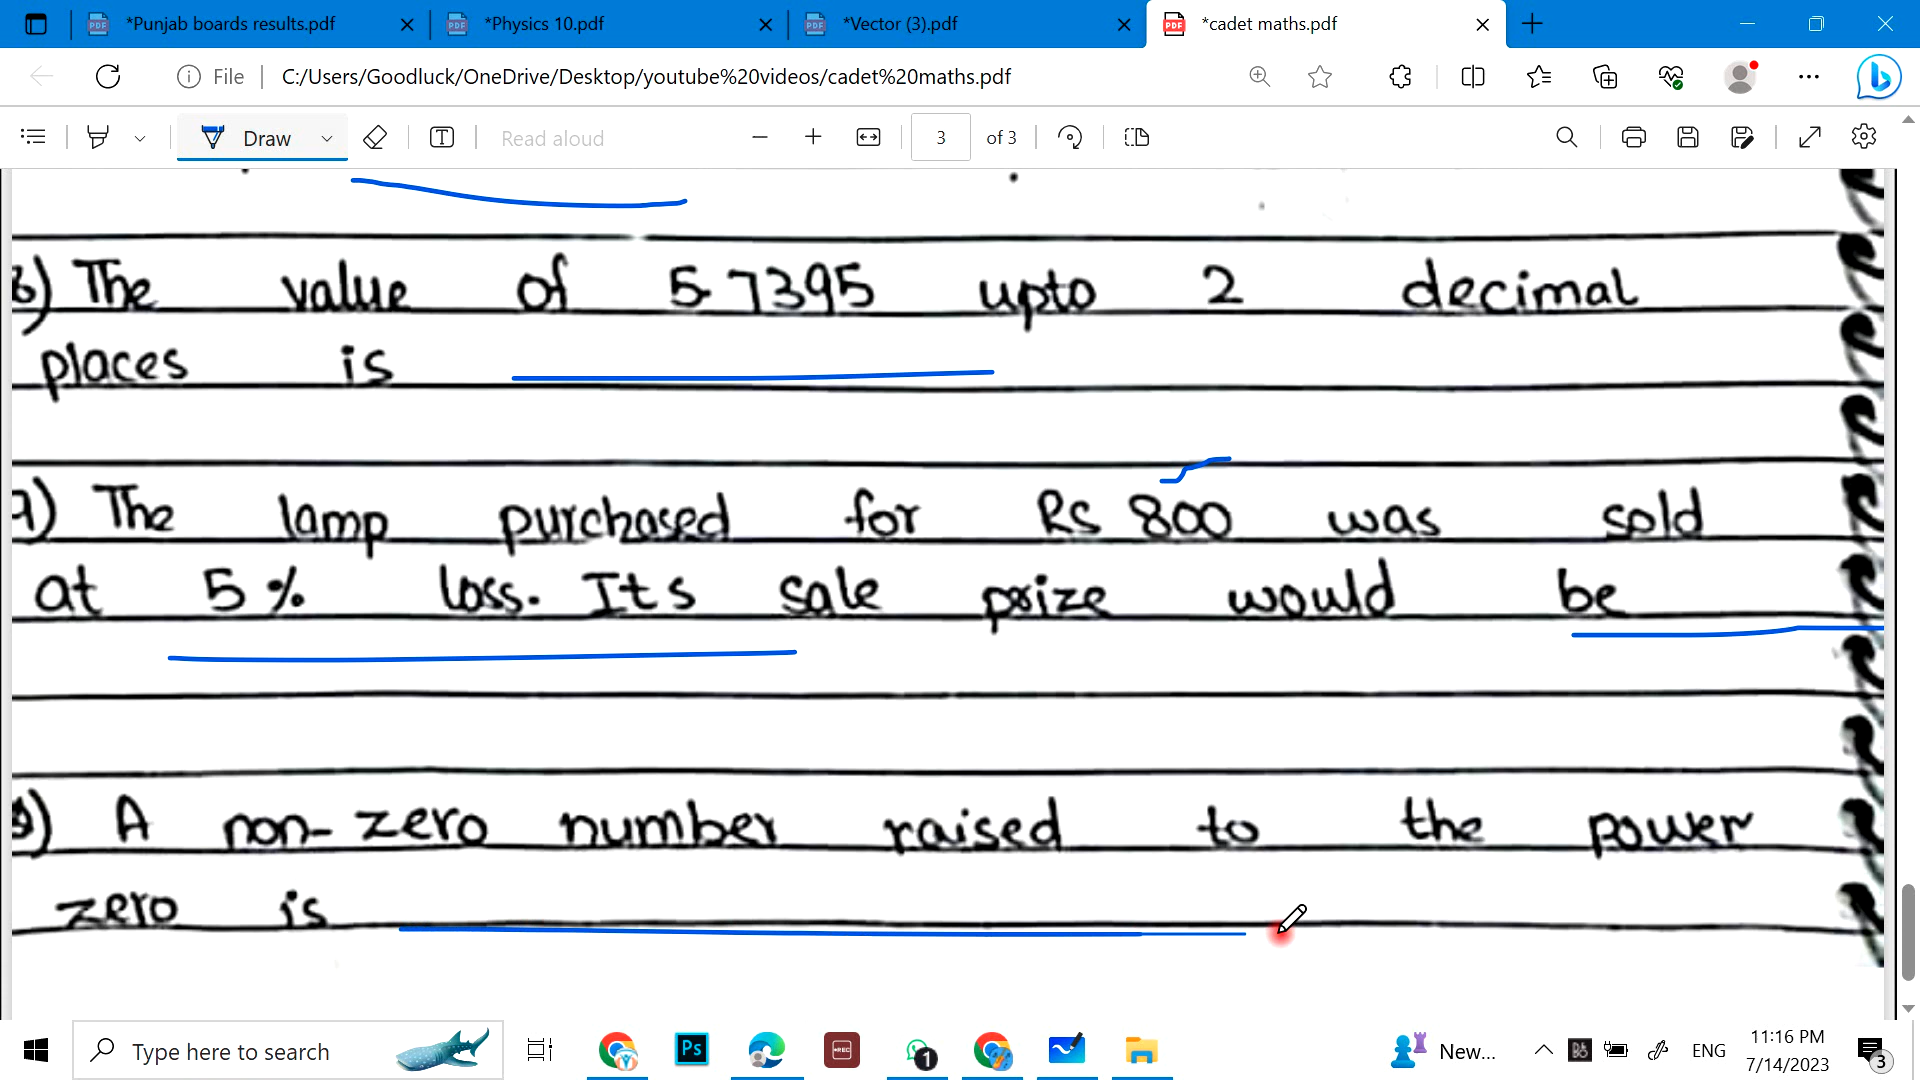 *Punjab boards results.pdf
*Physics 10.pdf
*Vector (3).pdf
*cadet maths.pdf
File
C:/Users/Goodluck/OneDrive/Desktop/youtube%20videos/cadet%20maths.pdf
Draw
Read aloud
3 of 3
The value of 5.7395 upto 2 decimal
places is
The lamp purchased for Rs 800 was sold
at 5% loss. Its sale prize would be
A non-zero number raised to the power
zero is
Type here to search
Ps
REC
1
New...
ENG
11:16 PM
7/14/2023
3